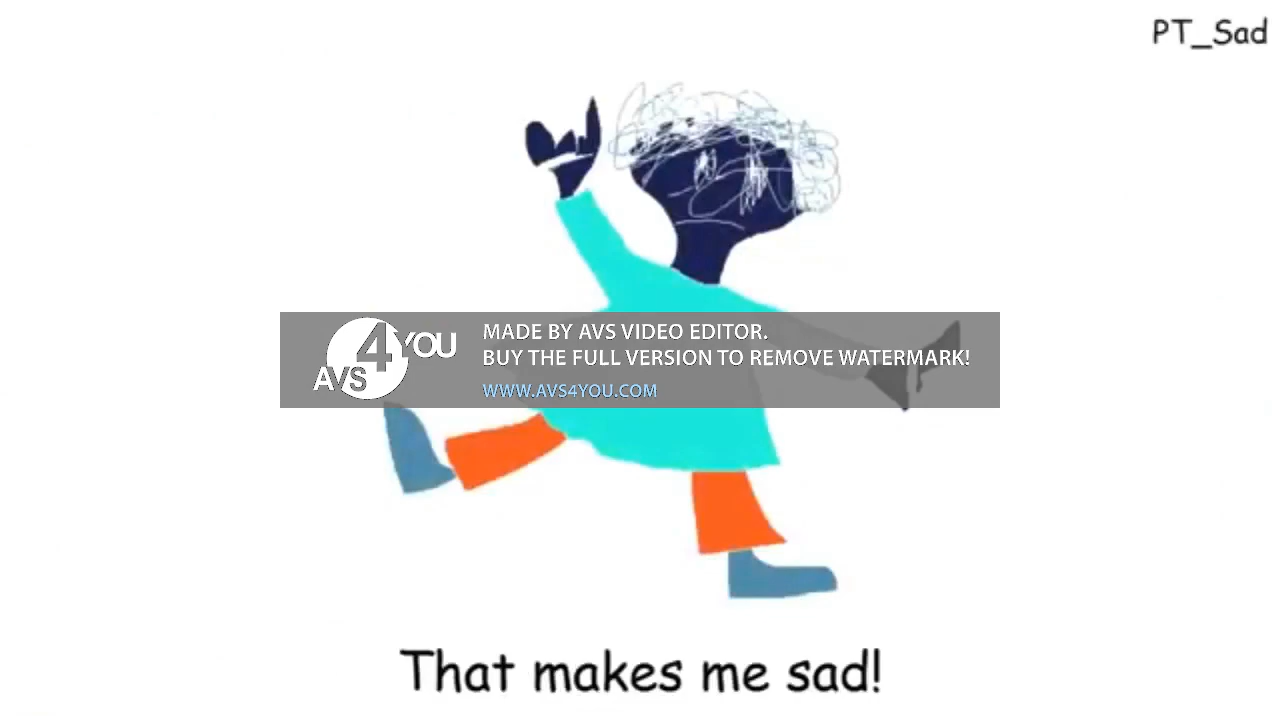 PT_Sad
AVS4YOU
MADE BY AVS VIDEO EDITOR.
BUY THE FULL VERSION TO REMOVE WATERMARK!
WWW.AVS4YOU.COM
That makes me sad!